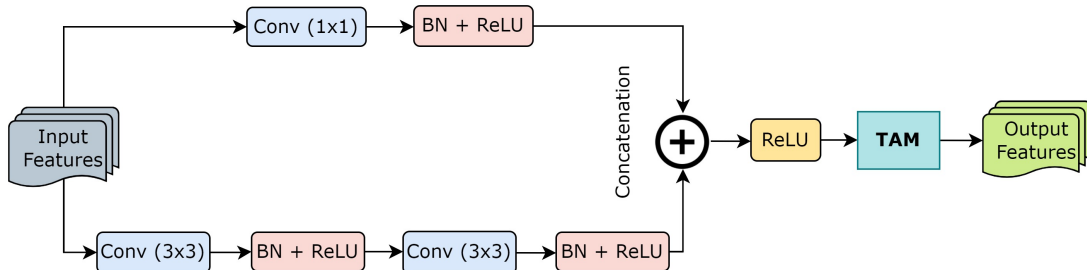 Conv (1x1)
BN + ReLU
Input
Features
Concatenation
+
ReLU
TAM
Output
Features
Conv (3x3)
BN + ReLU
Conv (3x3)
BN + ReLU